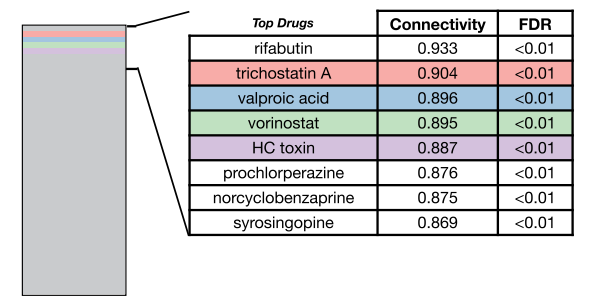 Top Drugs Connectivity FDR
rifabutin 0.933 <0.01
trichostatin A 0.904 <0.01
valproic acid 0.896 <0.01
vorinostat 0.895 <0.01
HC toxin 0.887 <0.01
prochlorperazine 0.876 <0.01
norcyclobenzaprine 0.875 <0.01
syrosingopine 0.869 <0.01